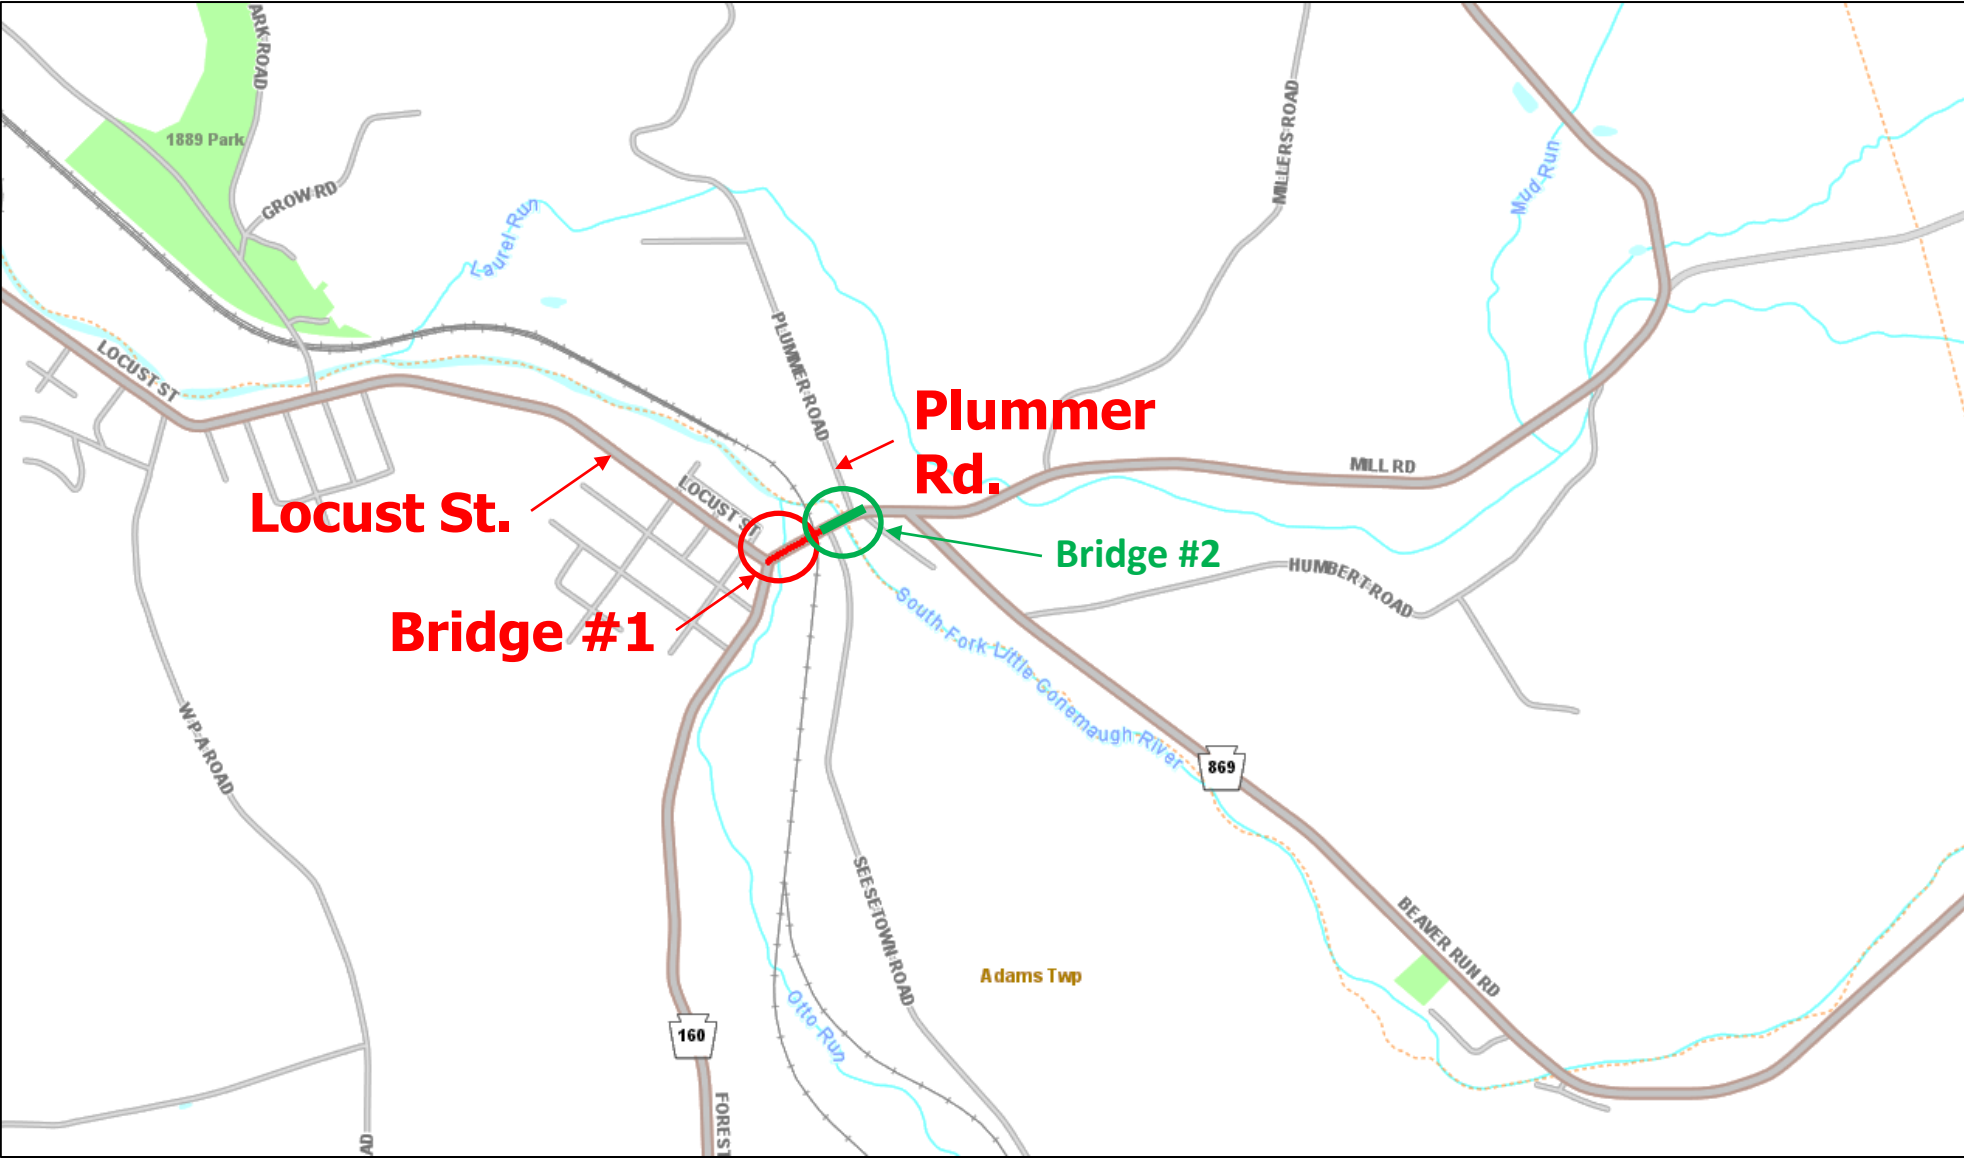 ARK ROAD
1889 Park
GROW RD
Laurel Run
MILLERS ROAD
Mud Run
LOCUST ST
PLUMMER ROAD
Plummer
Rd.
MILL RD
LOCUST ST
Locust St.
Bridge #2
HUMBERT ROAD
Bridge #1
South Fork Little Conemaugh River
W P A ROAD
869
SEESETOWN ROAD
BEAVER RUN RD
Adams Twp
Otto Run
160
FOREST
AD